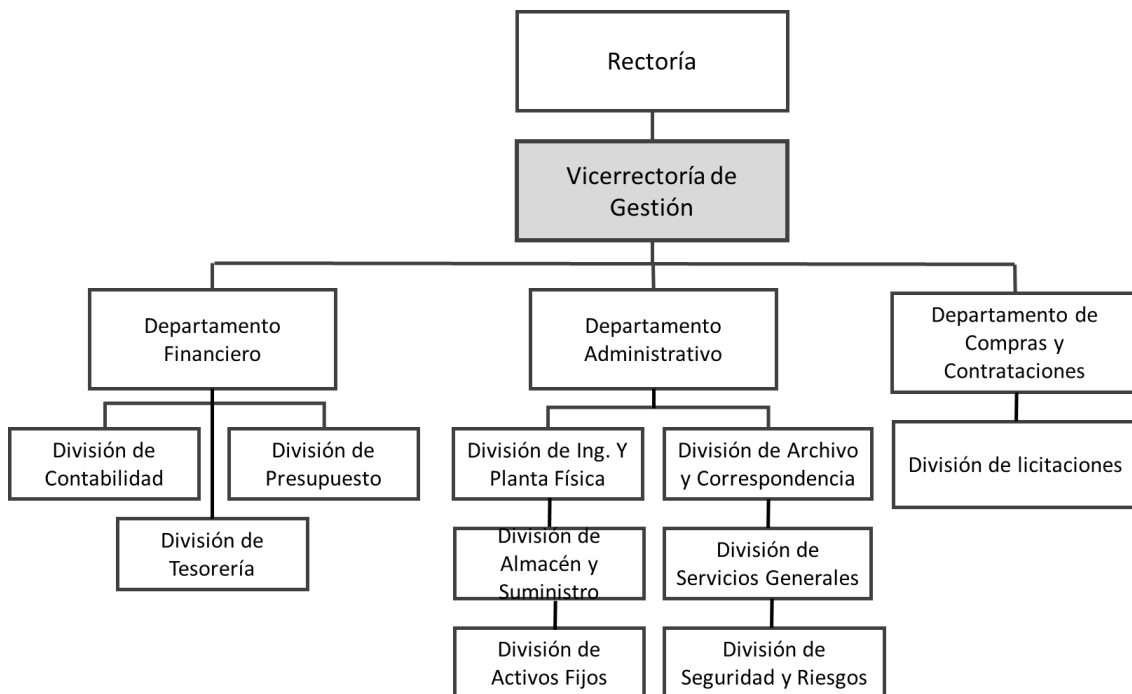 Rectoría
Vicerrectoría de
Gestión
Departamento
Financiero
Departamento
Administrativo
Departamento de
Compras y
Contrataciones
División de
Contabilidad
División de
Presupuesto
División de Ing. Y
Planta Física
División de Archivo
y Correspondencia
División de licitaciones
División de
Tesorería
División de
Almacén y
Suministro
División de
Servicios Generales
División de
Activos Fijos
División de
Seguridad y Riesgos